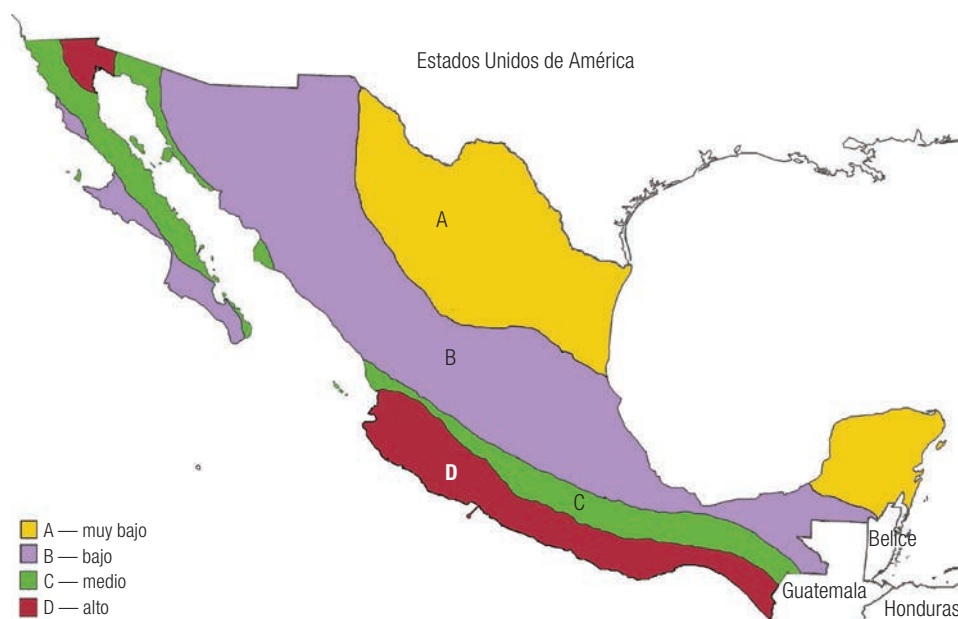 Estados Unidos de América
A
B
D
C
A — muy bajo
B — bajo
C — medio
D — alto
Belice
Guatemala
Honduras